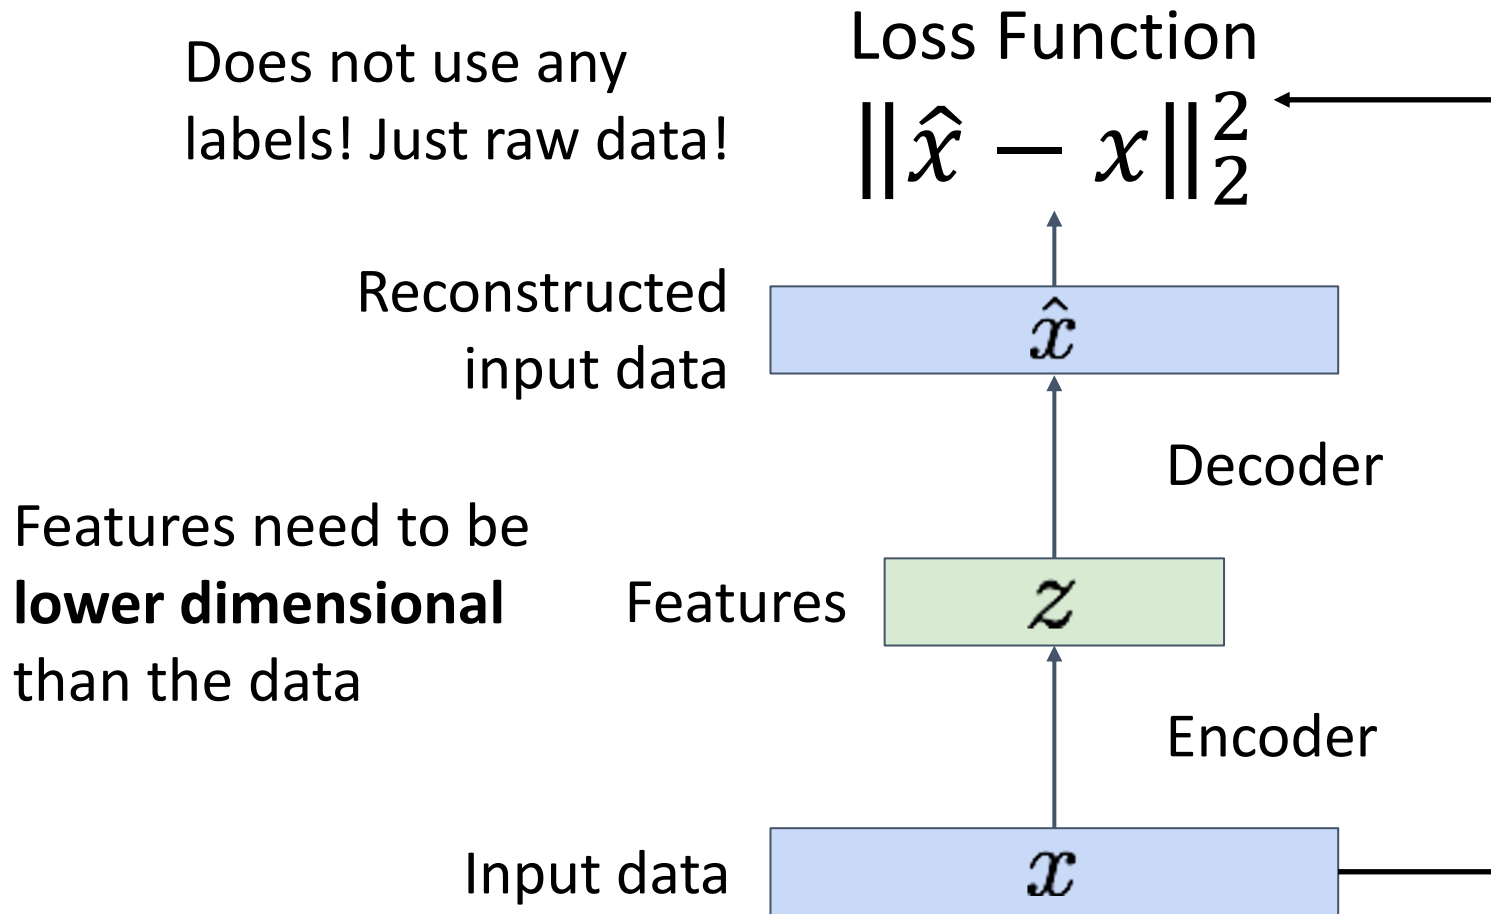 Does not use any
labels! Just raw data!
Loss Function
‖x̂ − x‖₂²
Reconstructed
input data
x̂
Decoder
Features need to be
lower dimensional
than the data
Features
z
Encoder
Input data
x